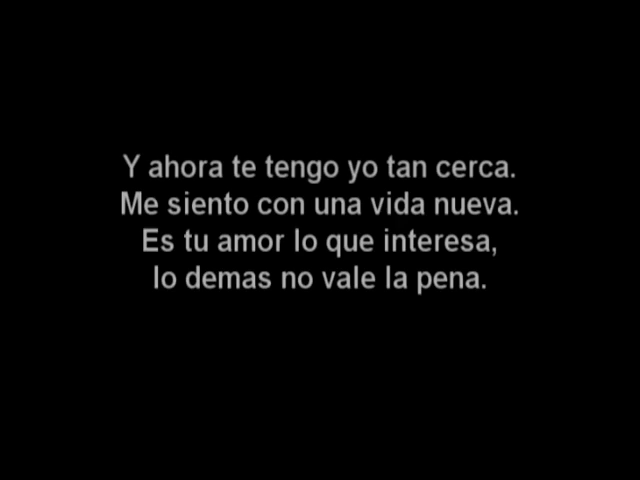 Y ahora te tengo yo tan cerca.
Me siento con una vida nueva.
Es tu amor lo que interesa,
lo demas no vale la pena.